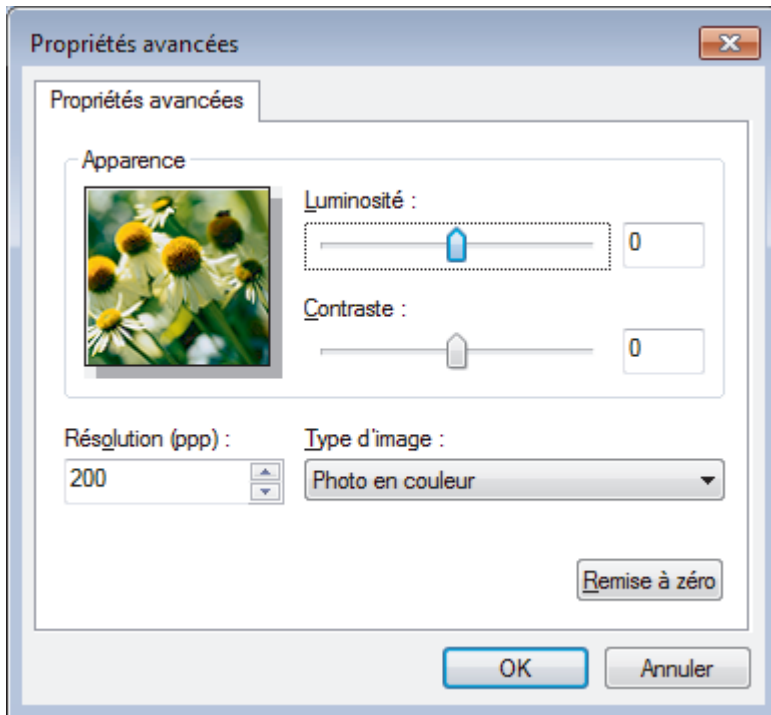 Propriétés avancées
Propriétés avancées
Apparence
Luminosité :
0
Contraste :
0
Résolution (ppp) :
200
Type d'image :
Photo en couleur
Remise à zéro
OK
Annuler